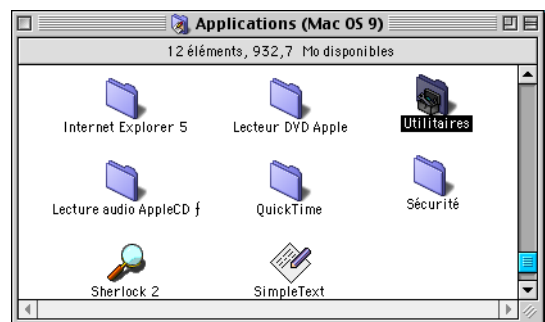 Applications (Mac OS 9)
12 éléments, 932,7 Mo disponibles
Internet Explorer 5
Lecteur DVD Apple
Utilitaires
Lecture audio AppleCD ƒ
QuickTime
Sécurité
Sherlock 2
SimpleText